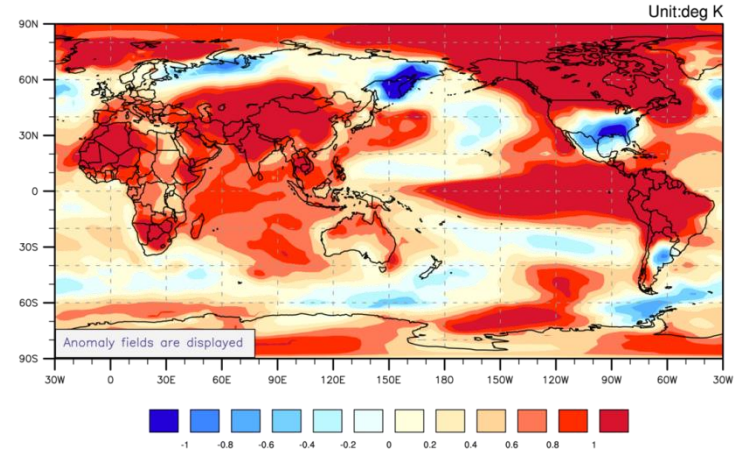 Unit:deg K
90N
60N
30N
0
30S
60S
90S
Anomaly fields are displayed
30W 0 30E 60E 90E 120E 150E 180 150W 120W 90W 60W 30W
-1 -0.8 -0.6 -0.4 -0.2 0 0.2 0.4 0.6 0.8 1